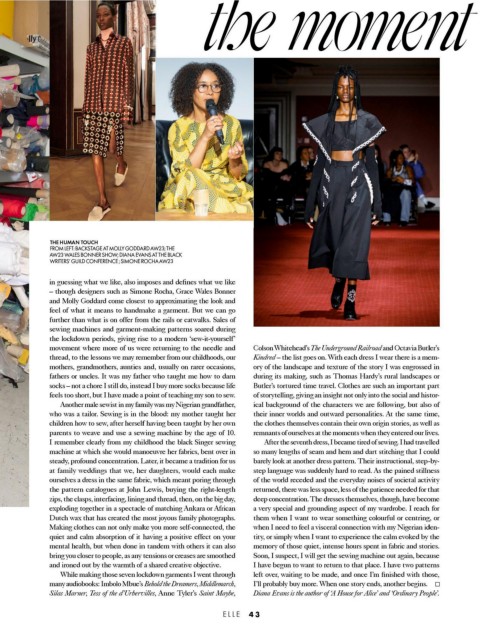 the moment
THE HUMAN TOUCH
FROM LEFT: BACKSTAGE AT MOLLY GODDARD AW23; THE
AW23 WALES BONNER SHOW; DIANA EVANS AT THE BLACK
WRITERS' GUILD CONFERENCE; SIMONE ROCHA AW23
in guessing what we like, also imposes and defines what we like
– though designers such as Simone Rocha, Grace Wales Bonner
and Molly Goddard come closest to approximating the look and
feel of what it means to handmake a garment. But we can go
further than what is on offer from the rails or catwalks. Sales of
sewing machines and garment-making patterns soared during
the lockdown periods, giving rise to a modern 'sew-it-yourself'
movement where more of us were returning to the needle and
thread, to the lessons we may remember from our childhoods, our
mothers, grandmothers, aunties and, usually on rarer occasions,
fathers or uncles. It was my father who taught me how to darn
socks – not a chore I still do, instead I buy more socks because life
feels too short, but I have made a point of teaching my son to sew.
Another male sewist in my family was my Nigerian grandfather,
who was a tailor. Sewing is in the blood: my mother taught her
children how to sew, after herself having been taught by her own
parents to weave and use a sewing machine by the age of 10.
I remember clearly from my childhood the black Singer sewing
machine at which she would manoeuvre her fabrics, bent over in
steady, profound concentration. Later, it became a tradition for us
at family weddings that we, her daughters, would each make
ourselves a dress in the same fabric, which meant poring through
the pattern catalogues at John Lewis, buying the right-length
zips, the clasps, interfacing, lining and thread, then, on the big day,
exploding together in a spectacle of matching Ankara or African
Dutch wax that has created the most joyous family photographs.
Making clothes can not only make you more self-connected, the
quiet and calm absorption of it having a positive effect on your
mental health, but when done in tandem with others it can also
bring you closer to people, as any tensions or creases are smoothed
and ironed out by the warmth of a shared creative objective.
While making those seven lockdown garments I went through
many audiobooks: Imbolo Mbue's Behold the Dreamers, Middlemarch,
Silas Marner, Tess of the d'Urbervilles, Anne Tyler's Saint Maybe,
Colson Whitehead's The Underground Railroad and Octavia Butler's
Kindred – the list goes on. With each dress I wear there is a mem-
ory of the landscape and texture of the story I was engrossed in
during its making, such as Thomas Hardy's rural landscapes or
Butler's tortured time travel. Clothes are such an important part
of storytelling, giving an insight not only into the social and histor-
ical background of the characters we are following, but also of
their inner worlds and outward personalities. At the same time,
the clothes themselves contain their own origin stories, as well as
remnants of ourselves at the moments when they entered our lives.
After the seventh dress, I became tired of sewing. I had travelled
so many lengths of seam and hem and dart stitching that I could
barely look at another dress pattern. Their instructional, step-by-
step language was suddenly hard to read. As the pained stillness
of the world receded and the everyday noises of societal activity
returned, there was less space, less of the patience needed for that
deep concentration. The dresses themselves, though, have become
a very special and grounding aspect of my wardrobe. I reach for
them when I want to wear something colourful or centring, or
when I need to feel a visceral connection with my Nigerian iden-
tity, or simply when I want to experience the calm evoked by the
memory of those quiet, intense hours spent in fabric and stories.
Soon, I suspect, I will get the sewing machine out again, because
I have begun to want to return to that place. I have two patterns
left over, waiting to be made, and once I'm finished with those,
I'll probably buy more. When one story ends, another begins. □
Diana Evans is the author of 'A House for Alice' and 'Ordinary People'.
ELLE 43